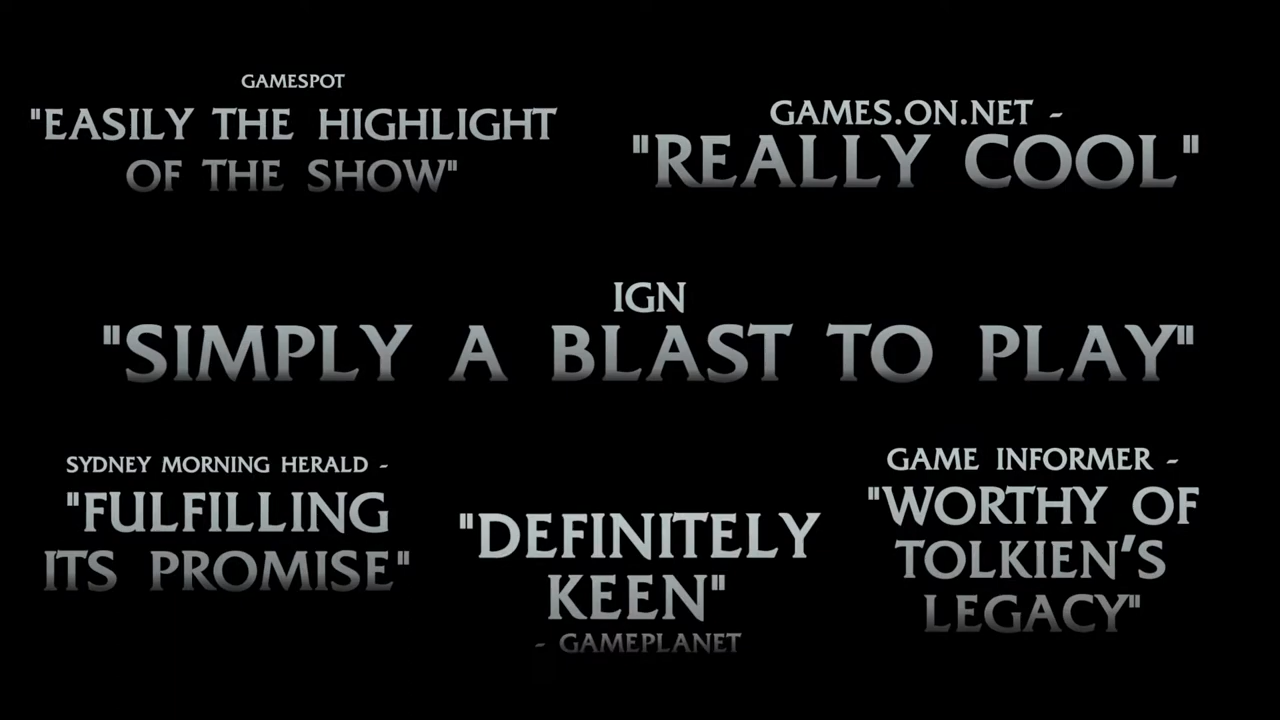 GAMESPOT
"EASILY THE HIGHLIGHT
OF THE SHOW"
GAMES.ON.NET -
"REALLY COOL"
IGN
"SIMPLY A BLAST TO PLAY"
SYDNEY MORNING HERALD -
"FULFILLING
ITS PROMISE"
"DEFINITELY
KEEN"
- GAMEPLANET
GAME INFORMER -
"WORTHY OF
TOLKIEN'S
LEGACY"